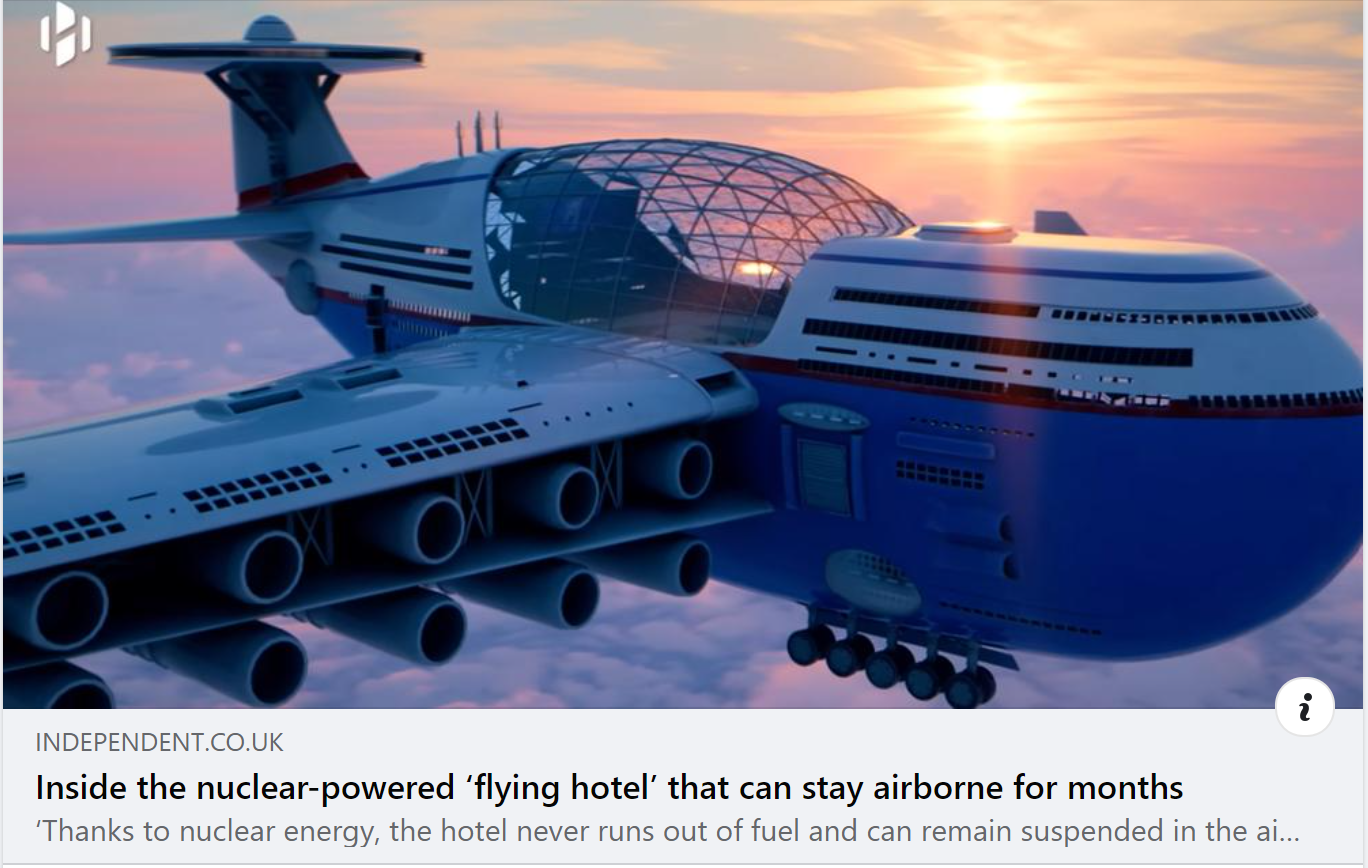 INDEPENDENT.CO.UK
Inside the nuclear-powered ‘flying hotel’ that can stay airborne for months
‘Thanks to nuclear energy, the hotel never runs out of fuel and can remain suspended in the ai...